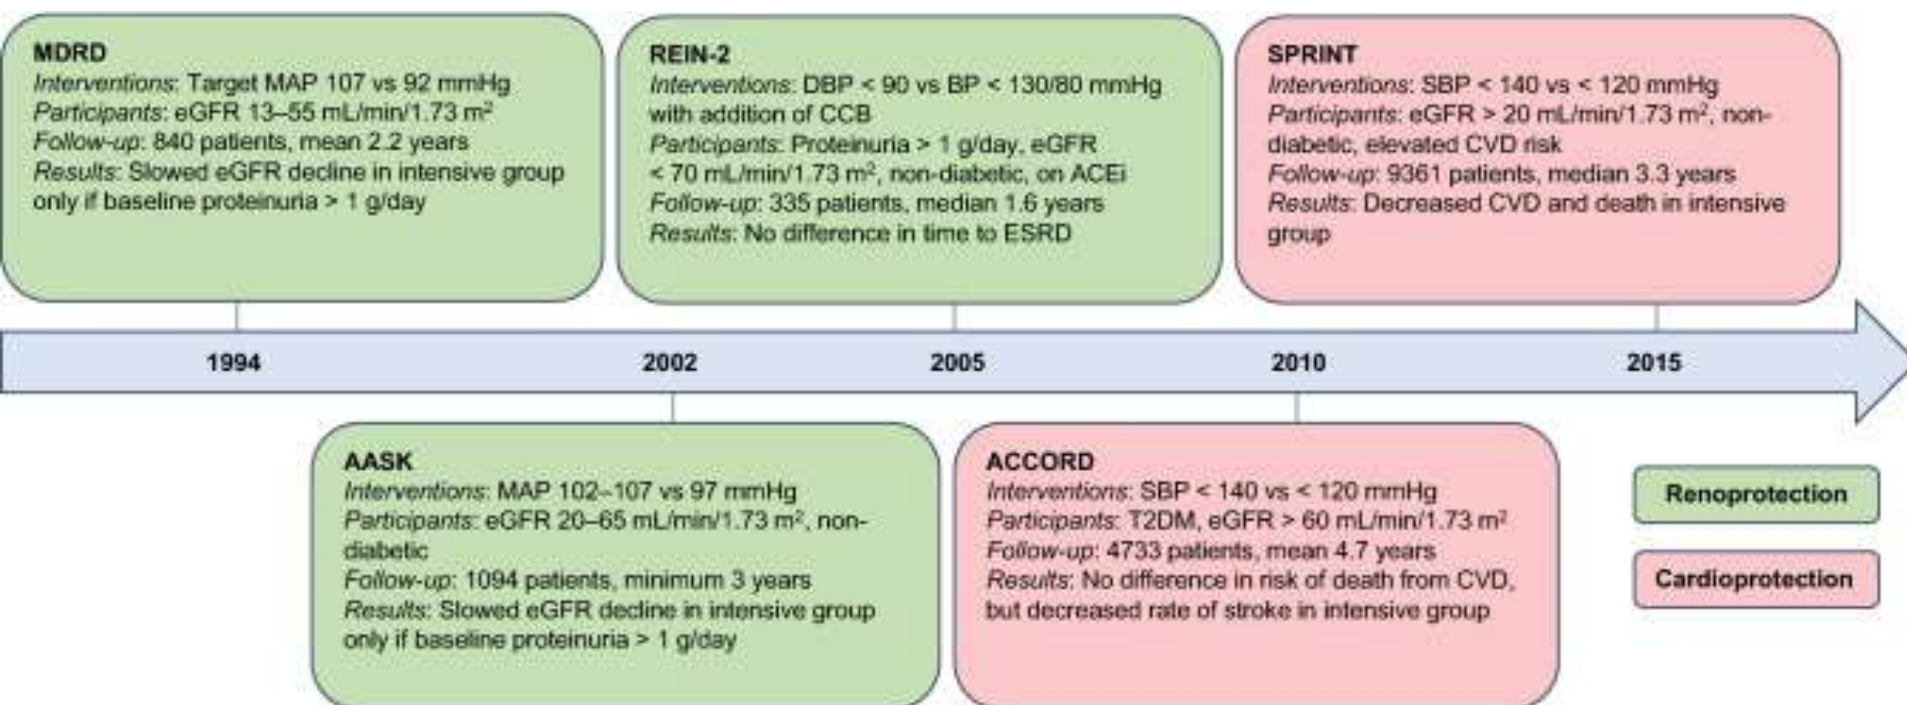 MDRD
Interventions: Target MAP 107 vs 92 mmHg
Participants: eGFR 13–55 mL/min/1.73 m²
Follow-up: 840 patients, mean 2.2 years
Results: Slowed eGFR decline in intensive group
only if baseline proteinuria > 1 g/day
REIN-2
Interventions: DBP < 90 vs BP < 130/80 mmHg
with addition of CCB
Participants: Proteinuria > 1 g/day, eGFR
< 70 mL/min/1.73 m², non-diabetic, on ACEi
Follow-up: 335 patients, median 1.6 years
Results: No difference in time to ESRD
SPRINT
Interventions: SBP < 140 vs < 120 mmHg
Participants: eGFR > 20 mL/min/1.73 m², non-
diabetic, elevated CVD risk
Follow-up: 9361 patients, median 3.3 years
Results: Decreased CVD and death in intensive
group
1994
2002
2005
2010
2015
AASK
Interventions: MAP 102–107 vs 97 mmHg
Participants: eGFR 20–65 mL/min/1.73 m², non-
diabetic
Follow-up: 1094 patients, minimum 3 years
Results: Slowed eGFR decline in intensive group
only if baseline proteinuria > 1 g/day
ACCORD
Interventions: SBP < 140 vs < 120 mmHg
Participants: T2DM, eGFR > 60 mL/min/1.73 m²
Follow-up: 4733 patients, mean 4.7 years
Results: No difference in risk of death from CVD,
but decreased rate of stroke in intensive group
Renoprotection
Cardioprotection